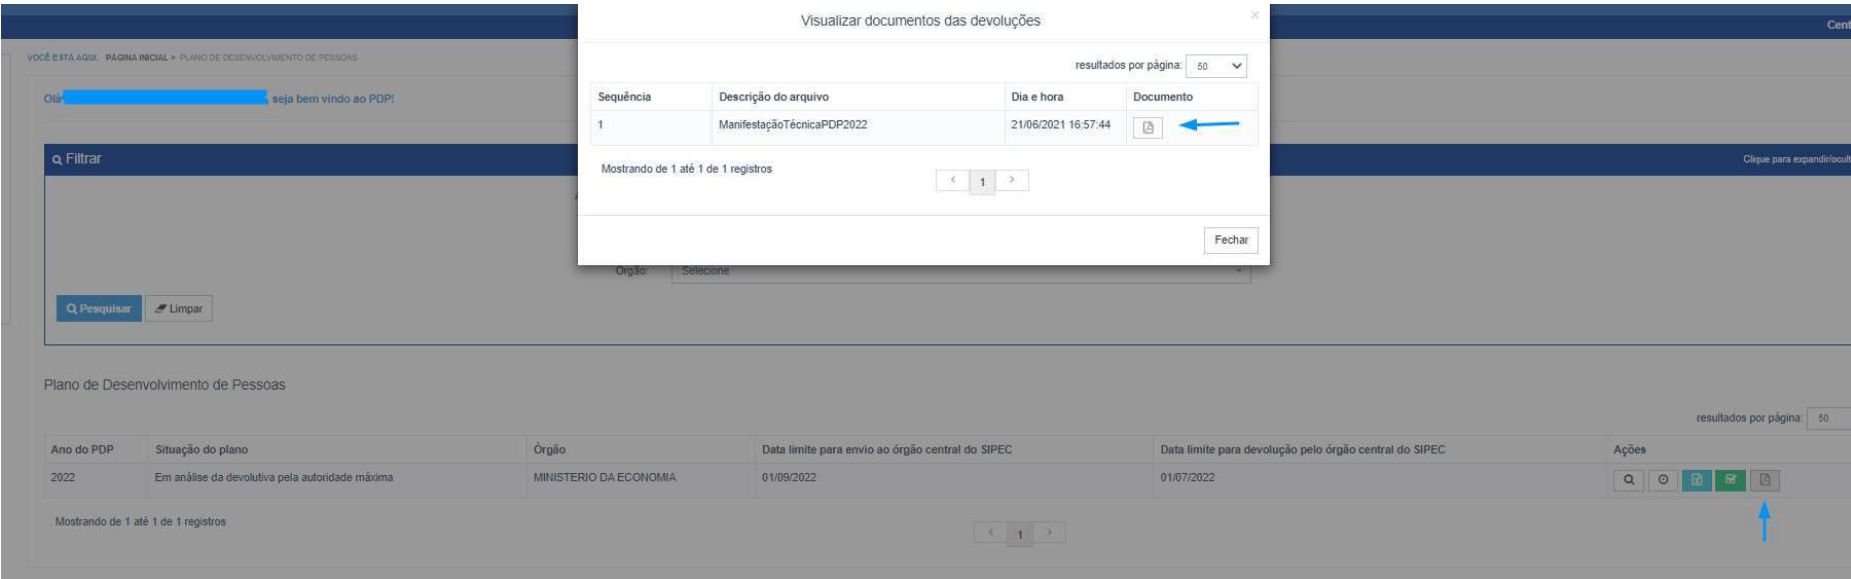 Visualizar documentos das devoluções ×
Cent
VOCÊ ESTÁ AQUI: PÁGINA INICIAL > PLANO DE DESENVOLVIMENTO DE PESSOAS
resultados por página: 50
Olá, seja bem vindo ao PDP!
Sequência Descrição do arquivo Dia e hora Documento
1 ManifestaçãoTécnicaPDP2022 21/06/2021 16:57:44
Filtrar
Clique para expandir/ocult
Mostrando de 1 até 1 de 1 registros
< 1 >
Fechar
Órgão: Selecione
Pesquisar Limpar
Plano de Desenvolvimento de Pessoas
resultados por página: 50
Ano do PDP Situação do plano Órgão Data limite para envio ao órgão central do SIPEC Data limite para devolução pelo órgão central do SIPEC Ações
2022 Em análise da devolutiva pela autoridade máxima MINISTERIO DA ECONOMIA 01/09/2022 01/07/2022
Mostrando de 1 até 1 de 1 registros
< 1 >